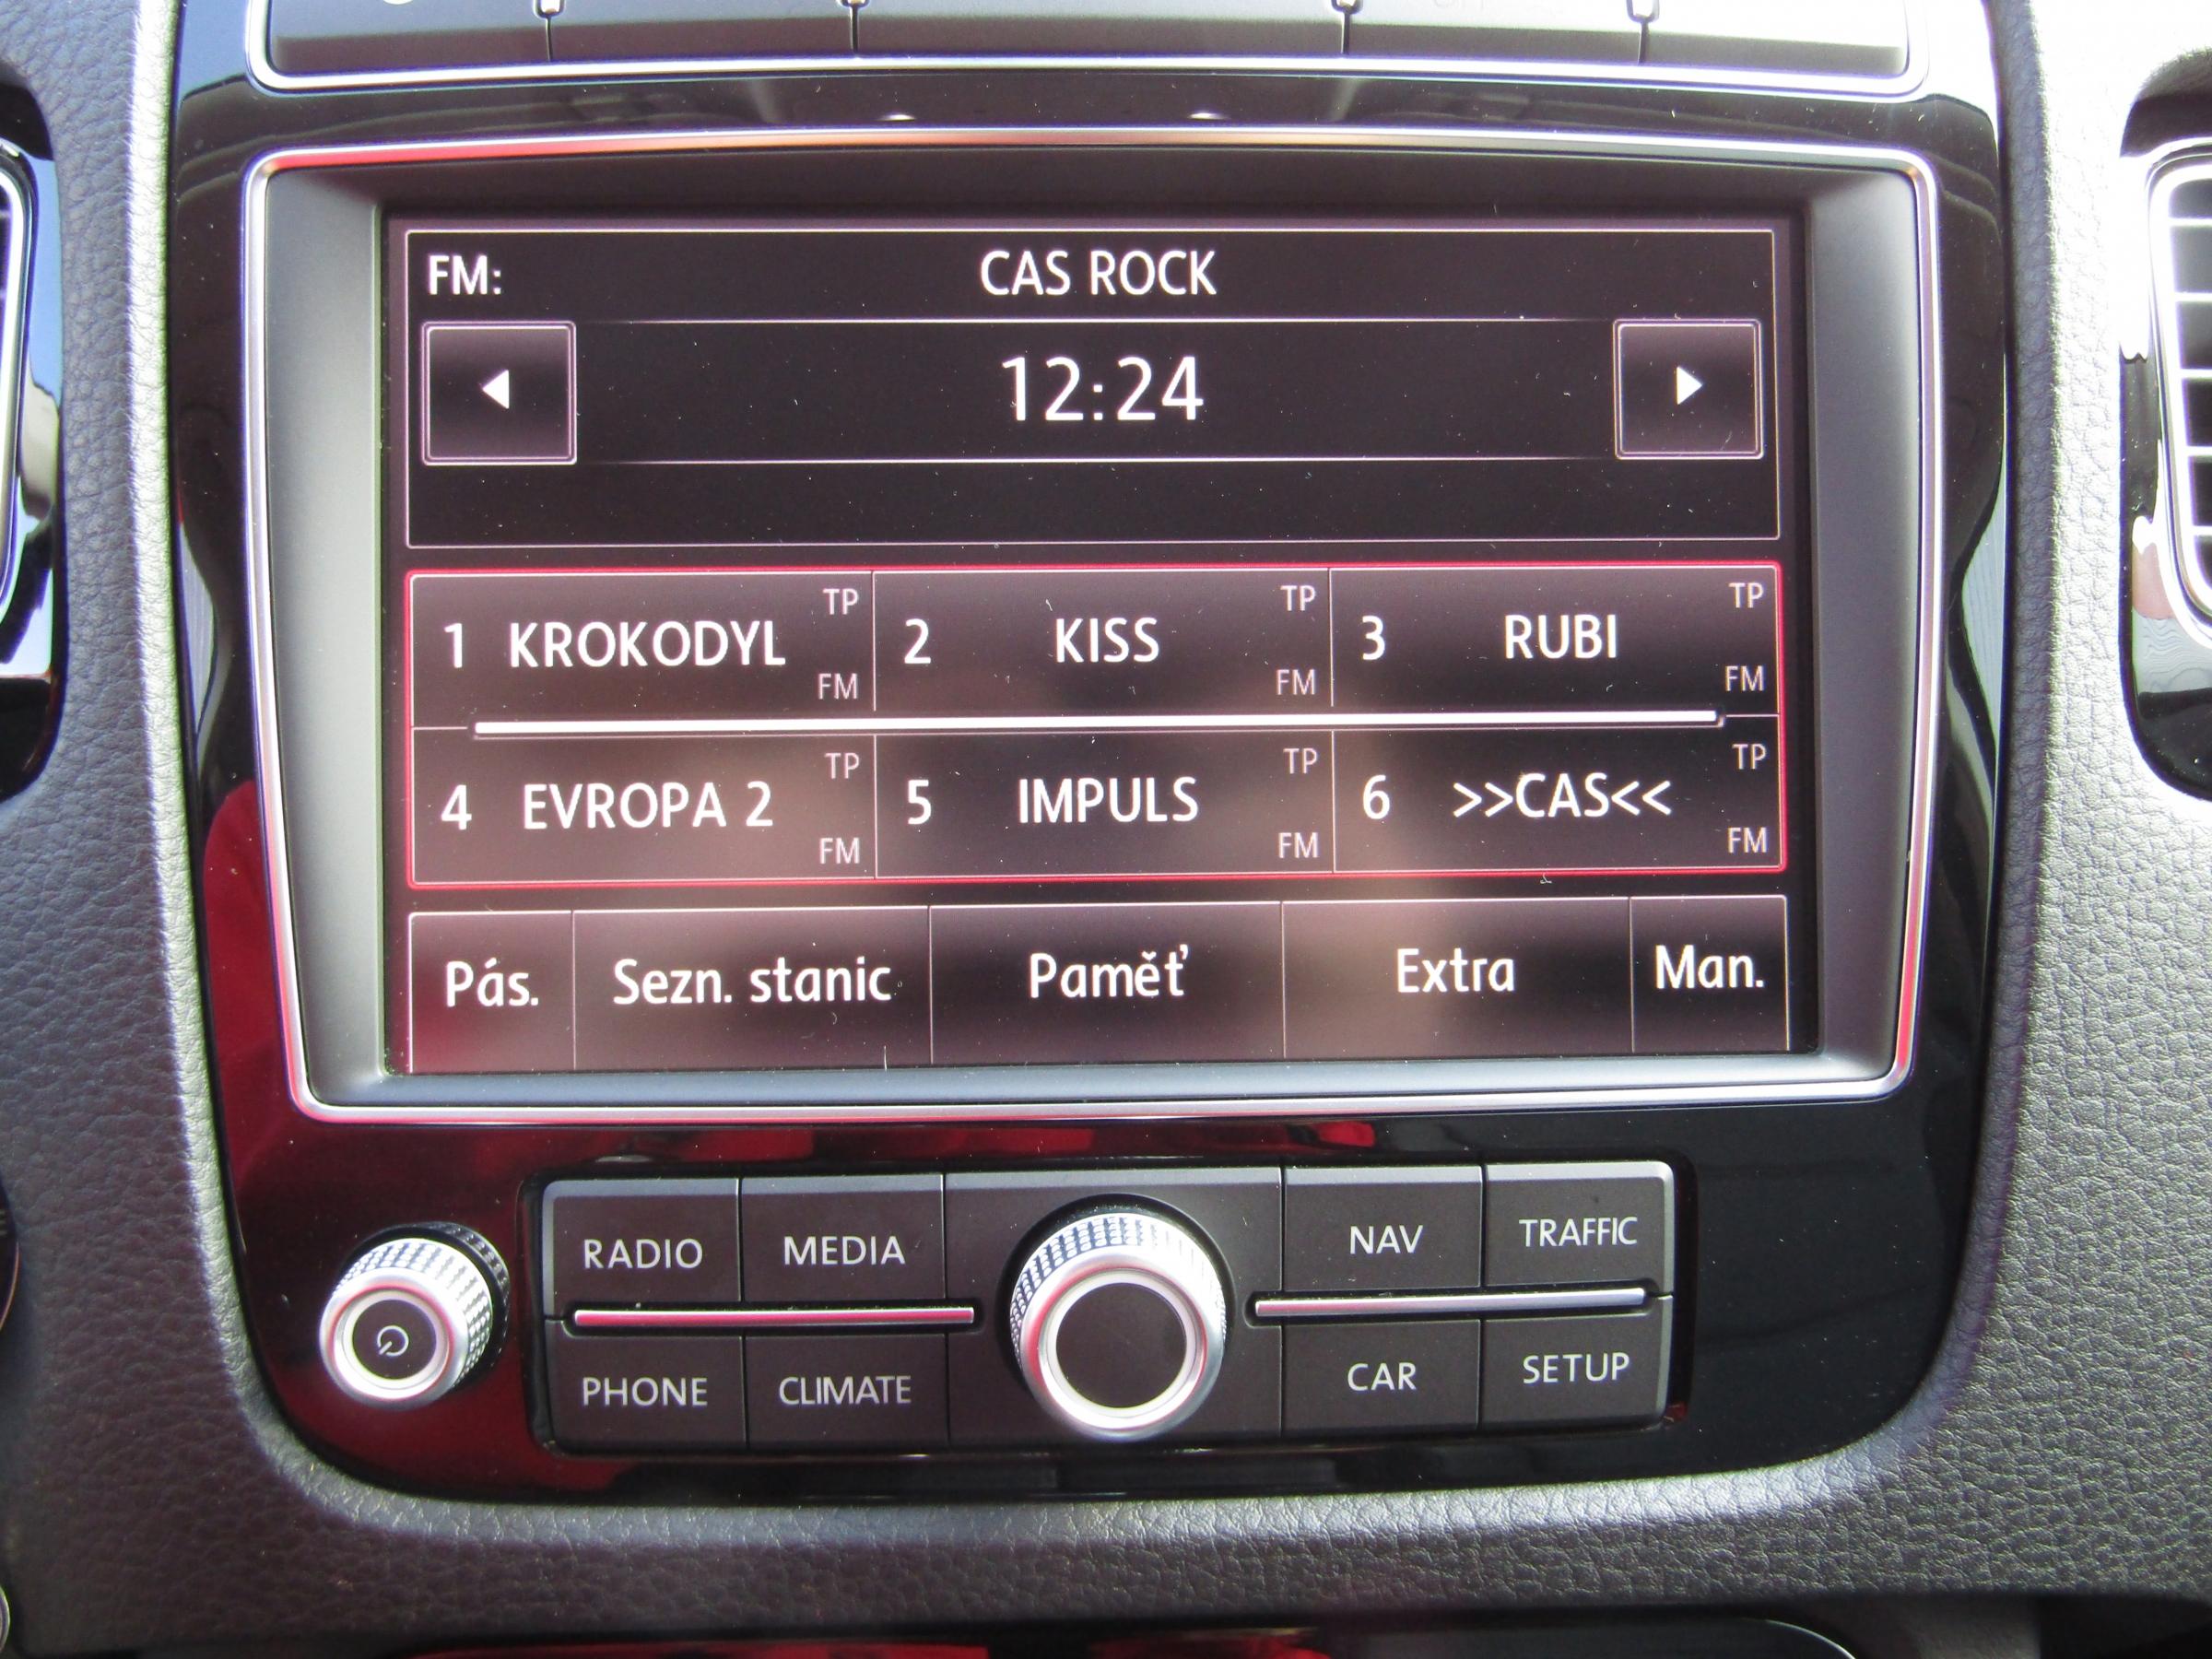 FM: CAS ROCK
12:24
1 KROKODYL TP FM
2 KISS TP FM
3 RUBI TP FM
4 EVROPA 2 TP FM
5 IMPULS TP FM
6 >>CAS<< TP FM
Pás. Sezn. stanic Paměť Extra Man.
RADIO MEDIA NAV TRAFFIC
PHONE CLIMATE CAR SETUP